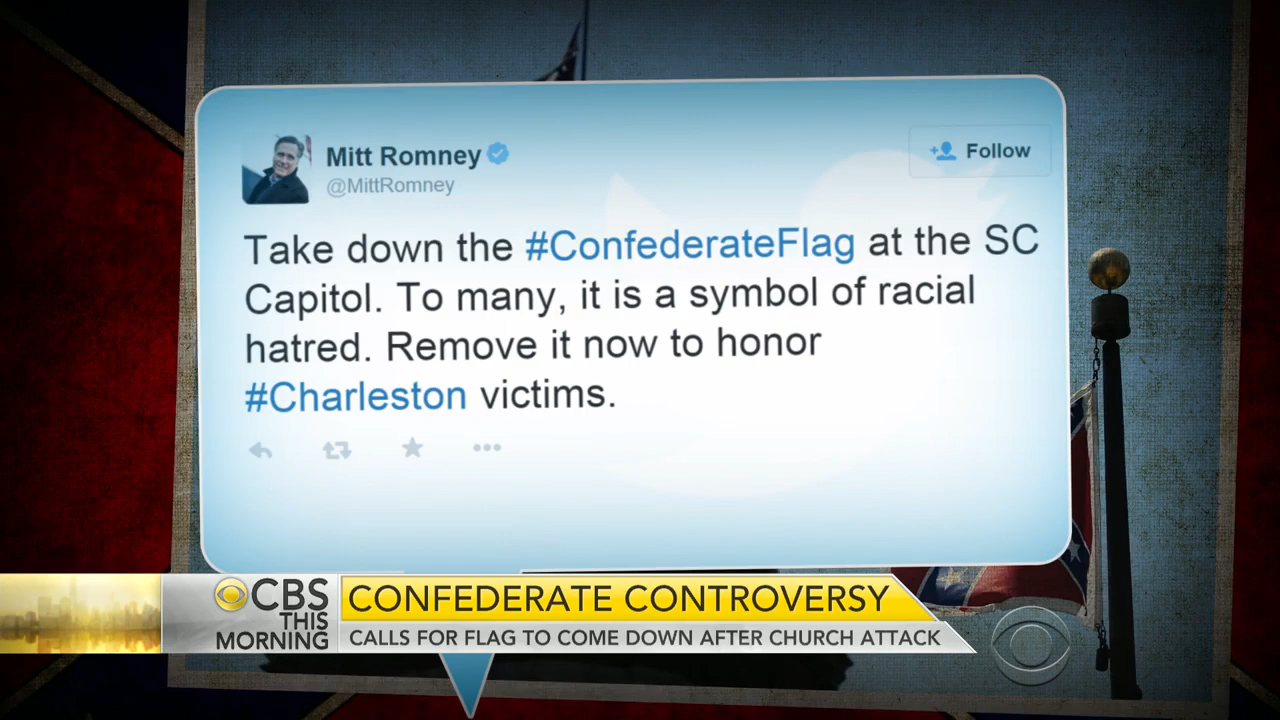 Mitt Romney
@MittRomney
Follow
Take down the #ConfederateFlag at the SC
Capitol. To many, it is a symbol of racial
hatred. Remove it now to honor
#Charleston victims.
CBS
THIS
MORNING
CONFEDERATE CONTROVERSY
CALLS FOR FLAG TO COME DOWN AFTER CHURCH ATTACK